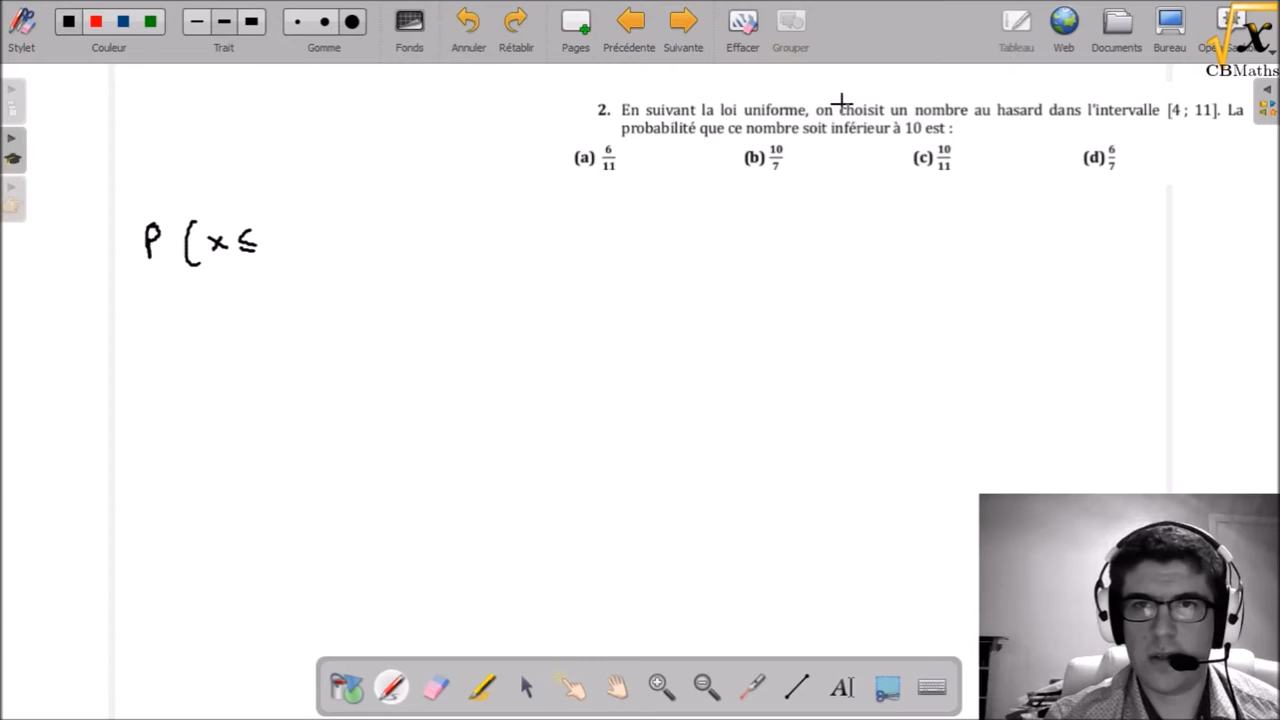 Stylet
Couleur
Trait
Gomme
Fonds
Annuler
Rétablir
Pages
Précédente
Suivante
Effacer
Grouper
Tableau
Web
Documents
Bureau
√x
CBMaths
2. En suivant la loi uniforme, on choisit un nombre au hasard dans l'intervalle [4 ; 11]. La
probabilité que ce nombre soit inférieur à 10 est :
(a) 6/11 (b) 10/7 (c) 10/11 (d) 6/7
P (x ≤
AI